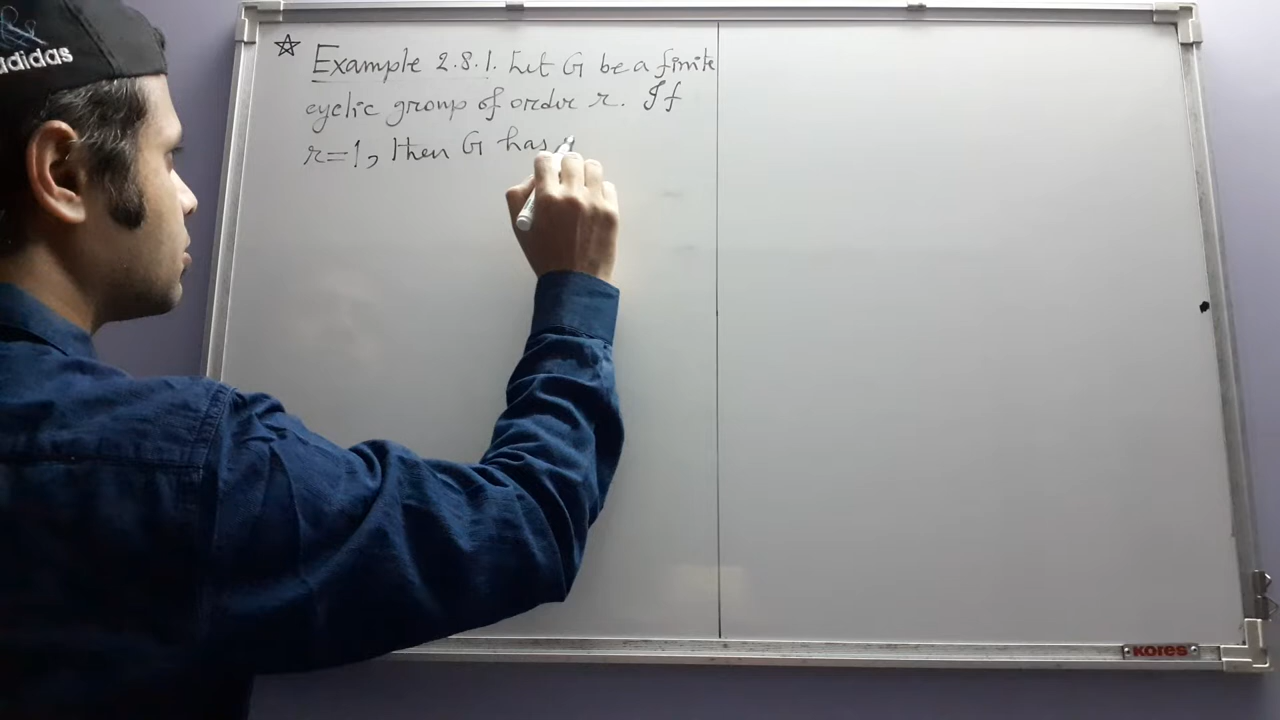 adidas
☆ Example 2.8.1. Let G be a finite
cyclic group of order r. If
r=1, then G has
KORES